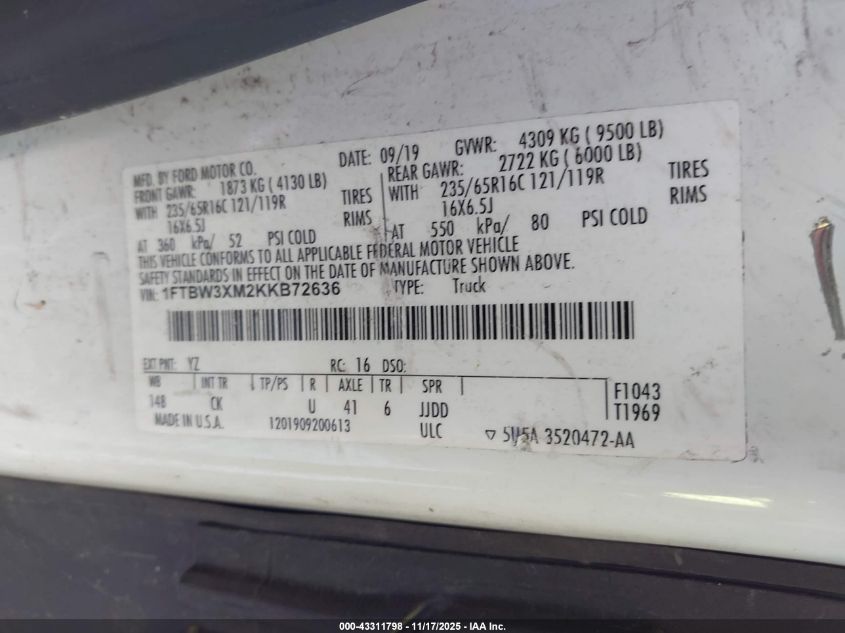 MFD. BY FORD MOTOR CO. DATE: 09/19 GVWR: 4309 KG ( 9500 LB)
FRONT GAWR: 1873 KG ( 4130 LB) REAR GAWR: 2722 KG ( 6000 LB)
WITH 235/65R16C 121/119R TIRES WITH 235/65R16C 121/119R TIRES
16X6.5J RIMS 16X6.5J RIMS
AT 360 kPa/ 52 PSI COLD AT 550 kPa/ 80 PSI COLD
THIS VEHICLE CONFORMS TO ALL APPLICABLE FEDERAL MOTOR VEHICLE
SAFETY STANDARDS IN EFFECT ON THE DATE OF MANUFACTURE SHOWN ABOVE.
VIN: 1FTBW3XM2KKB72636 TYPE: Truck
EXT PNT: YZ RC: 16 DSO:
WB INT TR TP/PS R AXLE TR SPR F1043
148 CK U 41 6 JJDD T1969
MADE IN U.S.A. 1201909200613 ULC 5U5A 3520472-AA
000-43311798 - 11/17/2025 - IAA Inc.